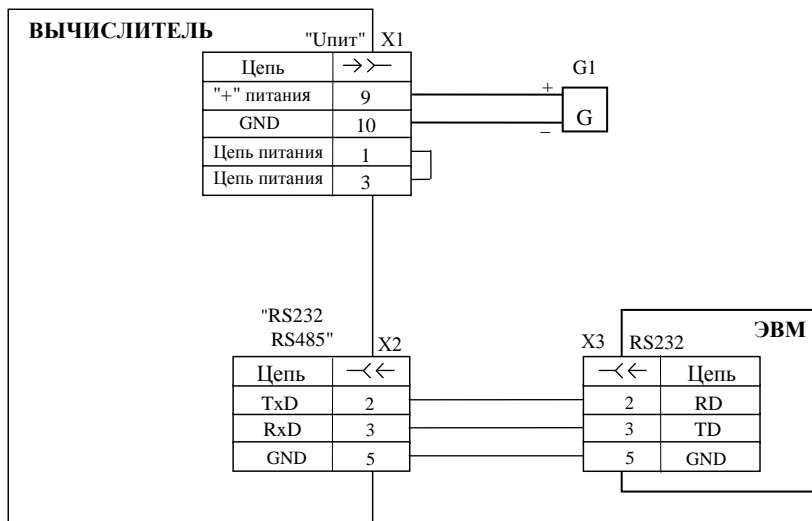 ВЫЧИСЛИТЕЛЬ
"Uпит" X1
Цепь
"+" питания 9
GND 10
Цепь питания 1
Цепь питания 3
G1
+
G
−
"RS232
RS485" X2
Цепь
TxD 2
RxD 3
GND 5
ЭВМ
X3 RS232
Цепь
2 RD
3 TD
5 GND